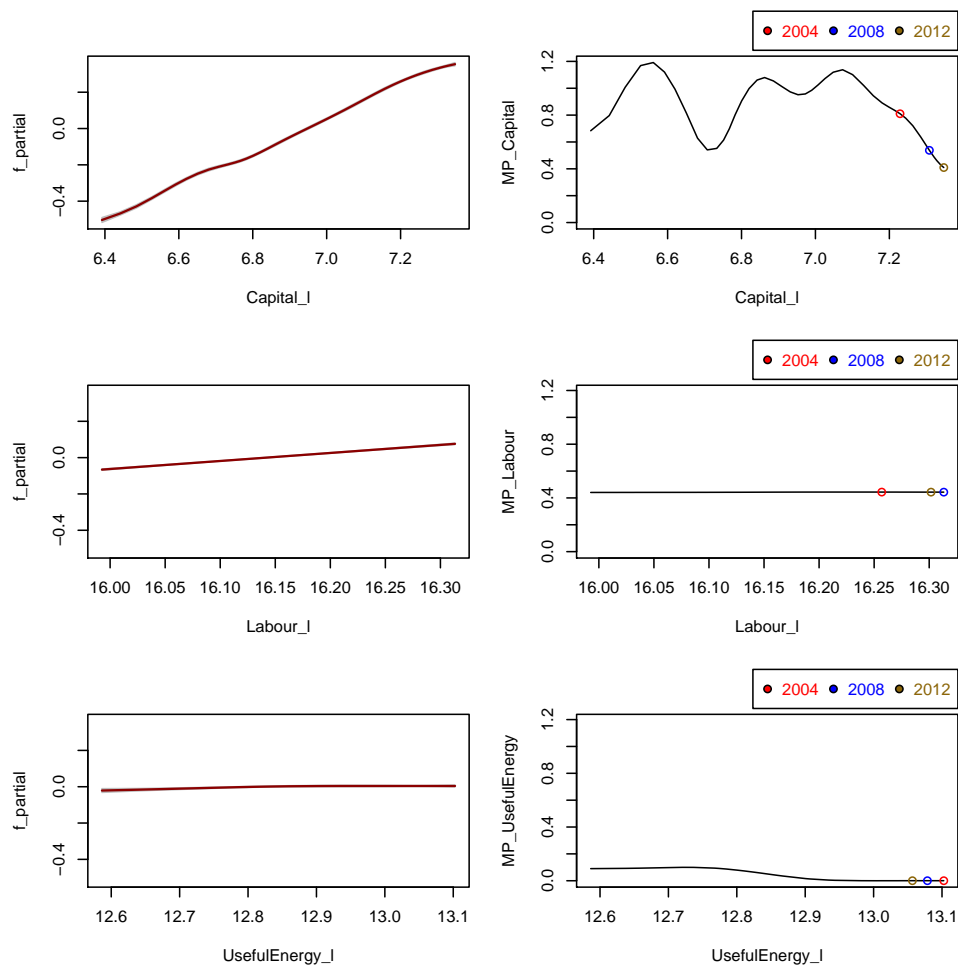 2004 2008 2012
f_partial
−0.4 0.0
6.4 6.6 6.8 7.0 7.2
Capital_l
MP_Capital
0.0 0.4 0.8 1.2
6.4 6.6 6.8 7.0 7.2
Capital_l
2004 2008 2012
f_partial
−0.4 0.0
16.00 16.05 16.10 16.15 16.20 16.25 16.30
Labour_l
MP_Labour
0.0 0.4 0.8 1.2
16.00 16.05 16.10 16.15 16.20 16.25 16.30
Labour_l
2004 2008 2012
f_partial
−0.4 0.0
12.6 12.7 12.8 12.9 13.0 13.1
UsefulEnergy_l
MP_UsefulEnergy
0.0 0.4 0.8 1.2
12.6 12.7 12.8 12.9 13.0 13.1
UsefulEnergy_l